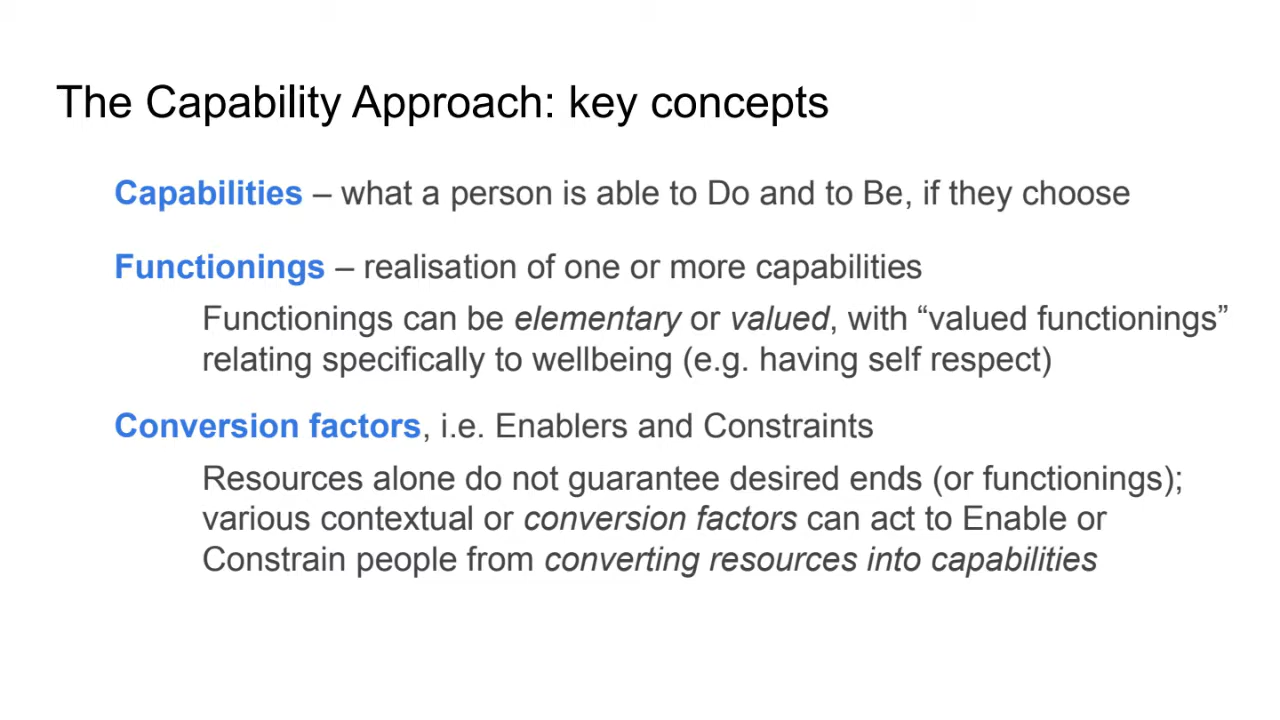 The Capability Approach: key concepts
Capabilities – what a person is able to Do and to Be, if they choose
Functionings – realisation of one or more capabilities
Functionings can be elementary or valued, with “valued functionings”
relating specifically to wellbeing (e.g. having self respect)
Conversion factors, i.e. Enablers and Constraints
Resources alone do not guarantee desired ends (or functionings);
various contextual or conversion factors can act to Enable or
Constrain people from converting resources into capabilities